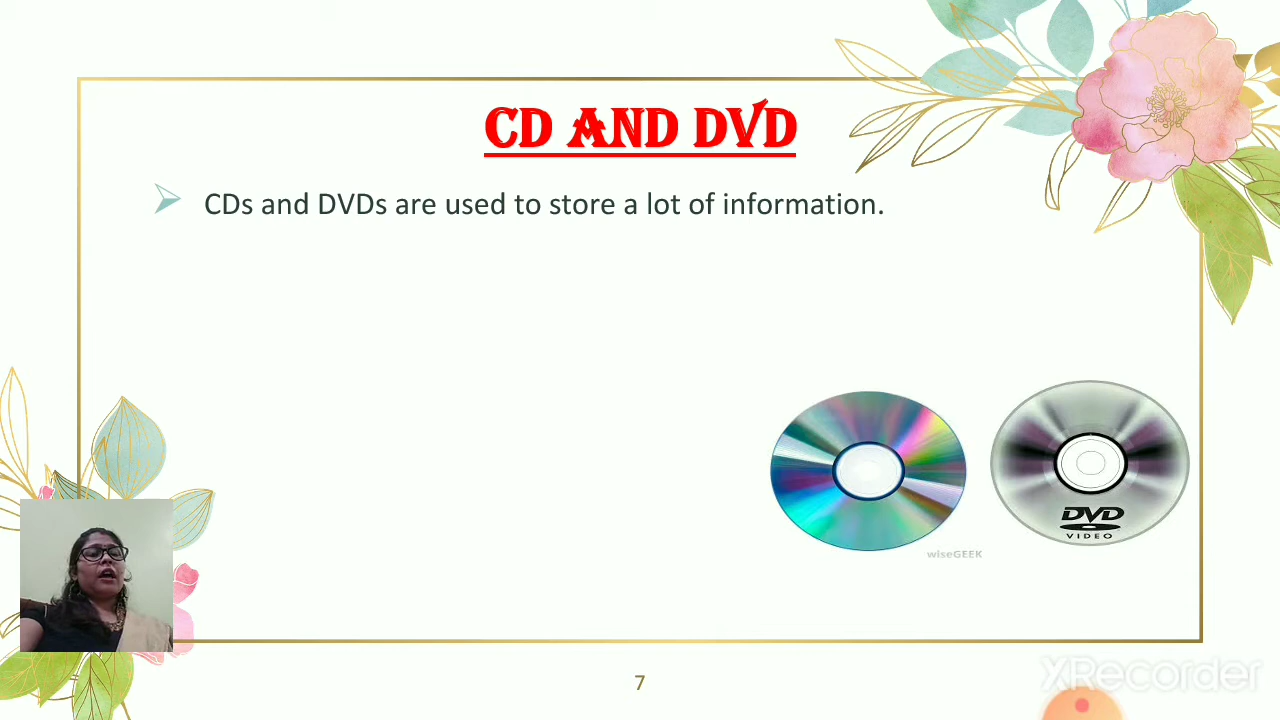 CD AND DVD
CDs and DVDs are used to store a lot of information.
DVD
VIDEO
wiseGEEK
7
XRecorder